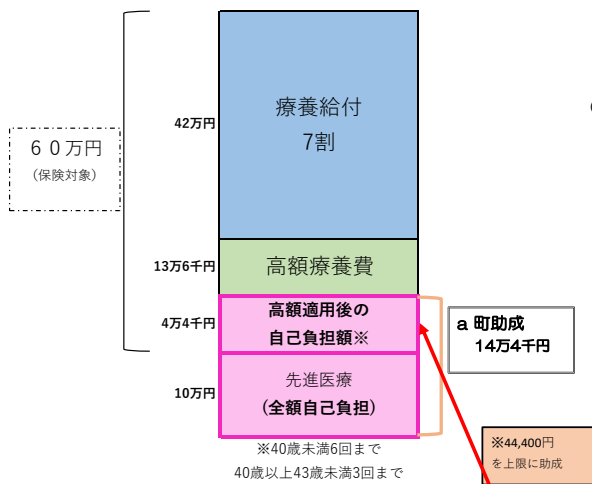 療養給付
7割
42万円
６０万円
（保険対象）
高額療養費
13万6千円
高額適用後の
自己負担額※
4万4千円
a 町助成
14万4千円
先進医療
(全額自己負担)
10万円
※44,400円
を上限に助成
※40歳未満6回まで
40歳以上43歳未満3回まで